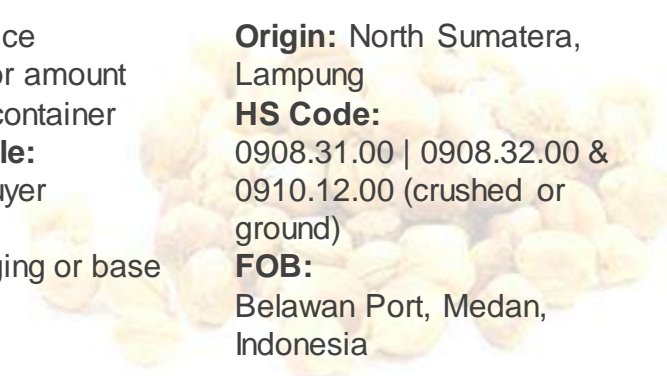 ce
or amount
container
le:
uyer
ging or base
Origin: North Sumatera,
Lampung
HS Code:
0908.31.00 | 0908.32.00 &
0910.12.00 (crushed or
ground)
FOB:
Belawan Port, Medan,
Indonesia